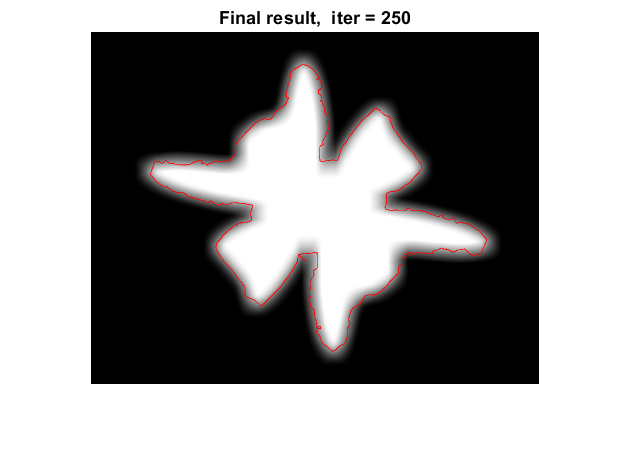 Final result,  iter = 250